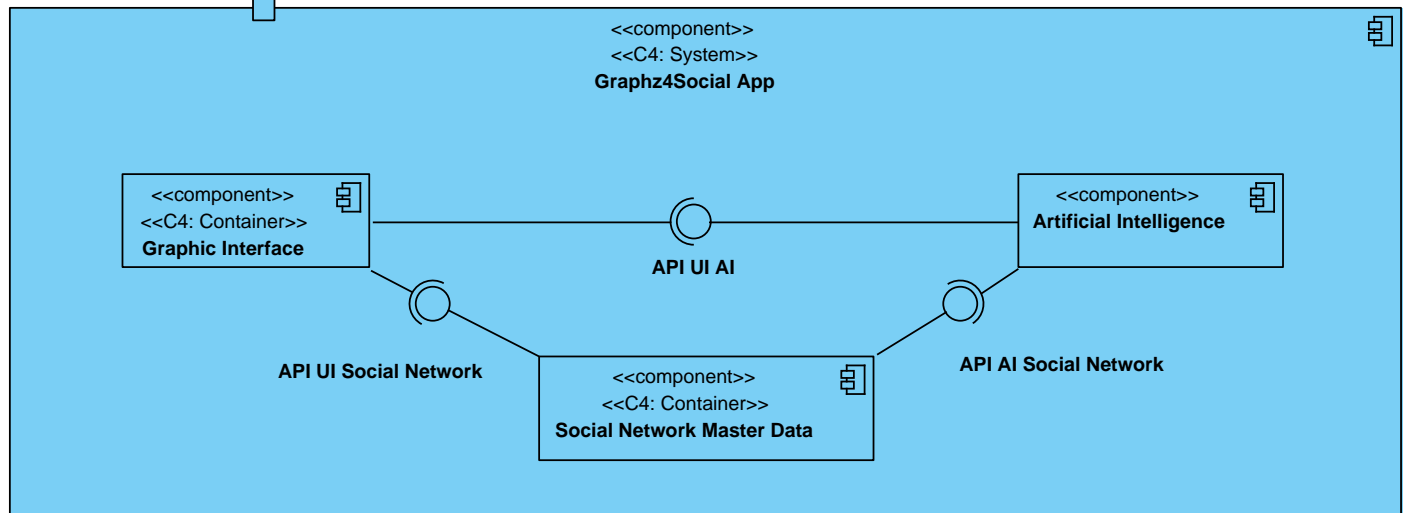 <<component>>
<<C4: System>>
Graphz4Social App
<<component>>
<<C4: Container>>
Graphic Interface
<<component>>
Artificial Intelligence
API UI AI
API UI Social Network
API AI Social Network
<<component>>
<<C4: Container>>
Social Network Master Data